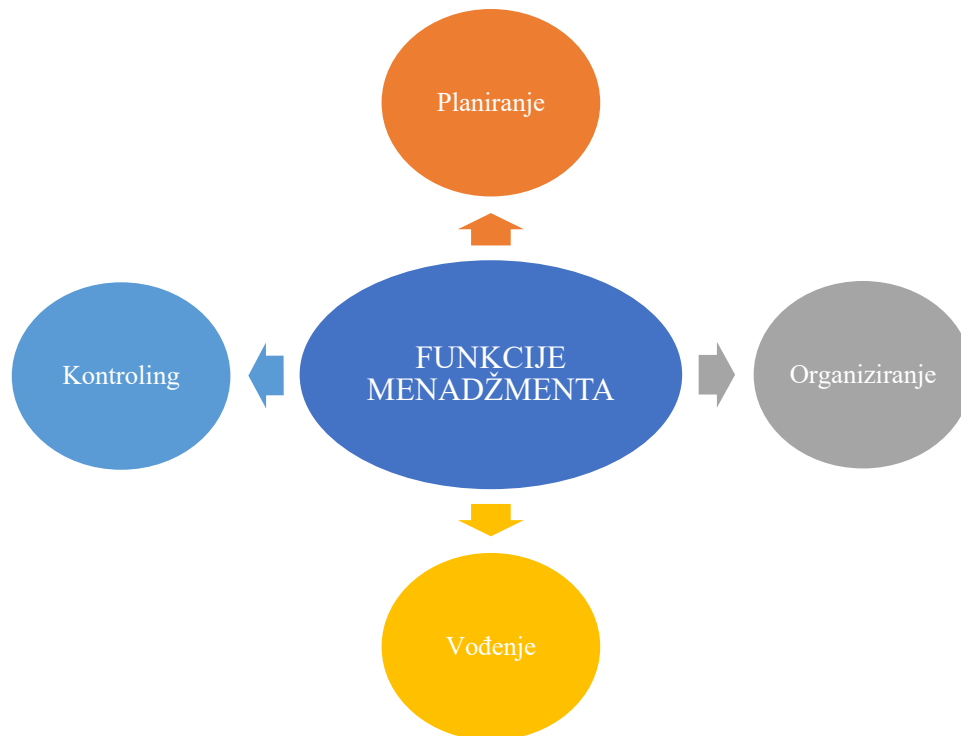 Planiranje
FUNKCIJE
MENADŽMENTA
Kontroling
Organiziranje
Vođenje